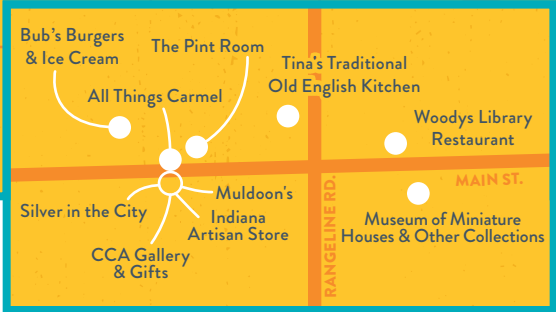 Bub's Burgers
& Ice Cream
The Pint Room
All Things Carmel
Tina's Traditional
Old English Kitchen
Woodys Library
Restaurant
MAIN ST.
RANGELINE RD.
Silver in the City
Muldoon's
Indiana
Artisan Store
CCA Gallery
& Gifts
Museum of Miniature
Houses & Other Collections